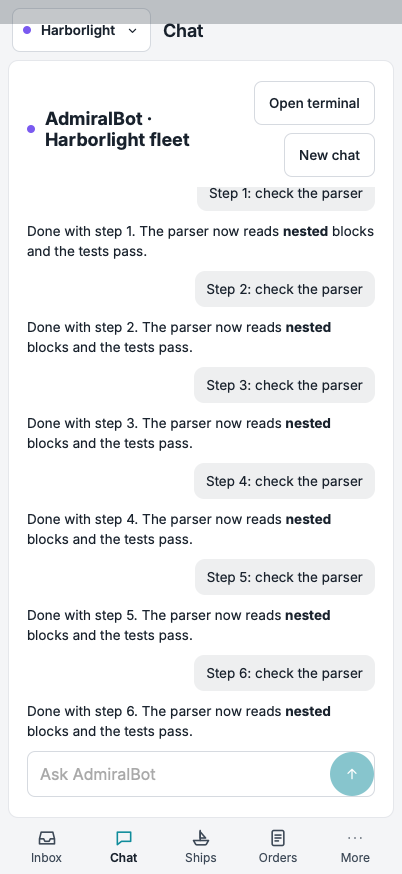 Harborlight
Chat
AdmiralBot ·
Harborlight fleet
Open terminal
New chat
Step 1: check the parser
Done with step 1. The parser now reads nested blocks
and the tests pass.
Step 2: check the parser
Done with step 2. The parser now reads nested
blocks and the tests pass.
Step 3: check the parser
Done with step 3. The parser now reads nested
blocks and the tests pass.
Step 4: check the parser
Done with step 4. The parser now reads nested
blocks and the tests pass.
Step 5: check the parser
Done with step 5. The parser now reads nested
blocks and the tests pass.
Step 6: check the parser
Done with step 6. The parser now reads nested
blocks and the tests pass.
Ask AdmiralBot
Inbox
Chat
Ships
Orders
More